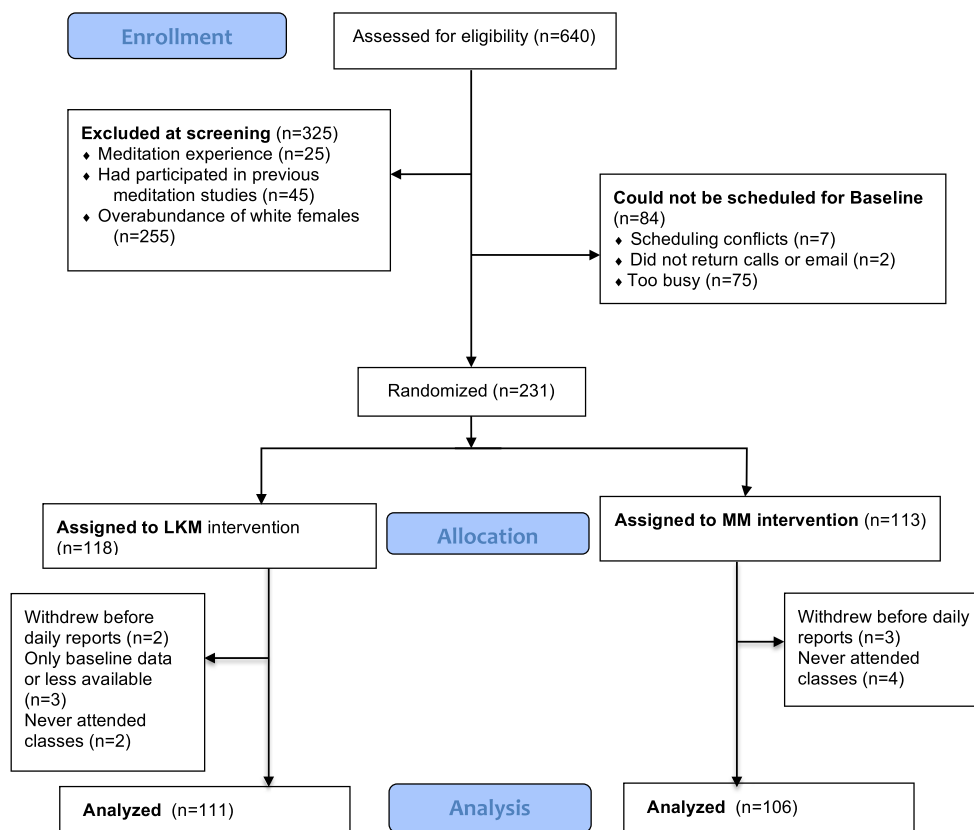 Enrollment
Assessed for eligibility (n=640)
Excluded at screening (n=325)
♦ Meditation experience (n=25)
♦ Had participated in previous
meditation studies (n=45)
♦ Overabundance of white females
(n=255)
Could not be scheduled for Baseline
(n=84)
♦ Scheduling conflicts (n=7)
♦ Did not return calls or email (n=2)
♦ Too busy (n=75)
Randomized (n=231)
Assigned to LKM intervention
(n=118)
Allocation
Assigned to MM intervention (n=113)
Withdrew before
daily reports (n=2)
Only baseline data
or less available
(n=3)
Never attended
classes (n=2)
Withdrew before daily
reports (n=3)
Never attended
classes (n=4)
Analyzed (n=111)
Analysis
Analyzed (n=106)